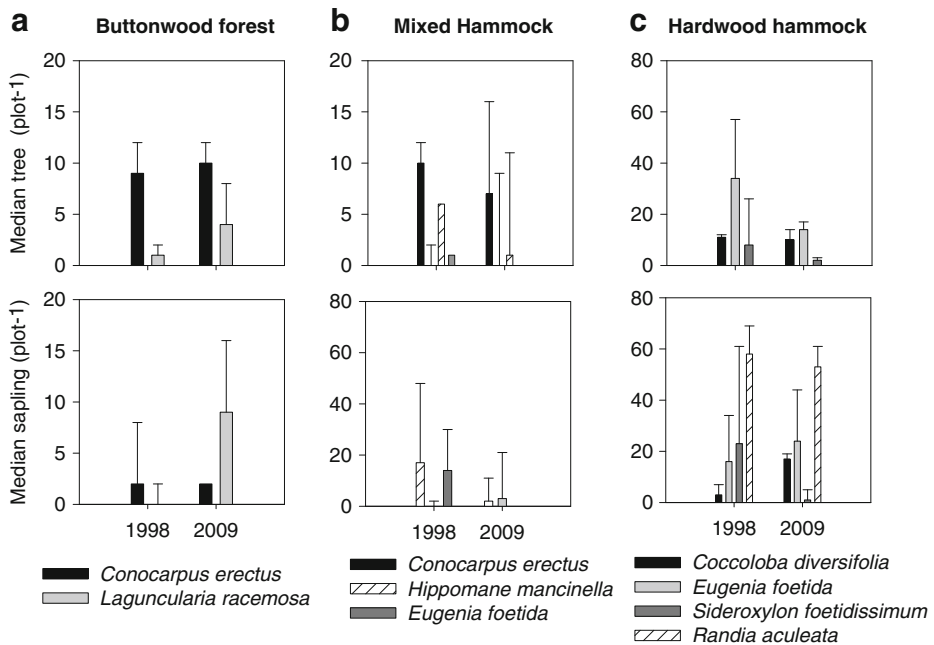 a Buttonwood forest
b Mixed Hammock
c Hardwood hammock
Median tree (plot-1)
20
15
10
5
0
20
15
10
5
0
80
60
40
20
0
Median sapling (plot-1)
20
15
10
5
0
1998 2009
80
60
40
20
0
1998 2009
80
60
40
20
0
1998 2009
Conocarpus erectus
Laguncularia racemosa
Conocarpus erectus
Hippomane mancinella
Eugenia foetida
Coccoloba diversifolia
Eugenia foetida
Sideroxylon foetidissimum
Randia aculeata